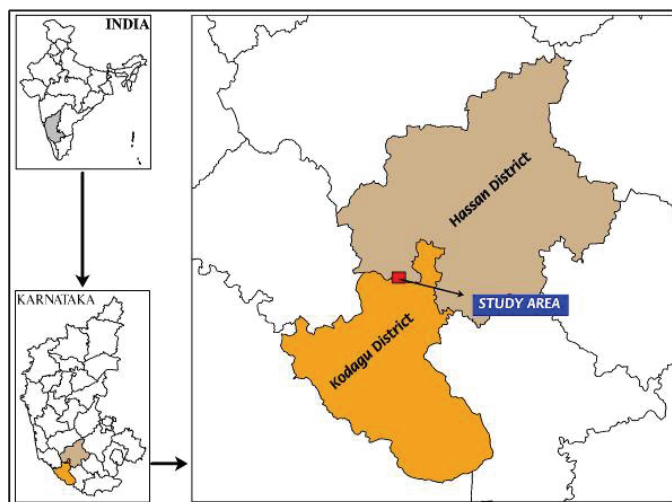 INDIA
KARNATAKA
Hassan District
STUDY AREA
Kodagu District